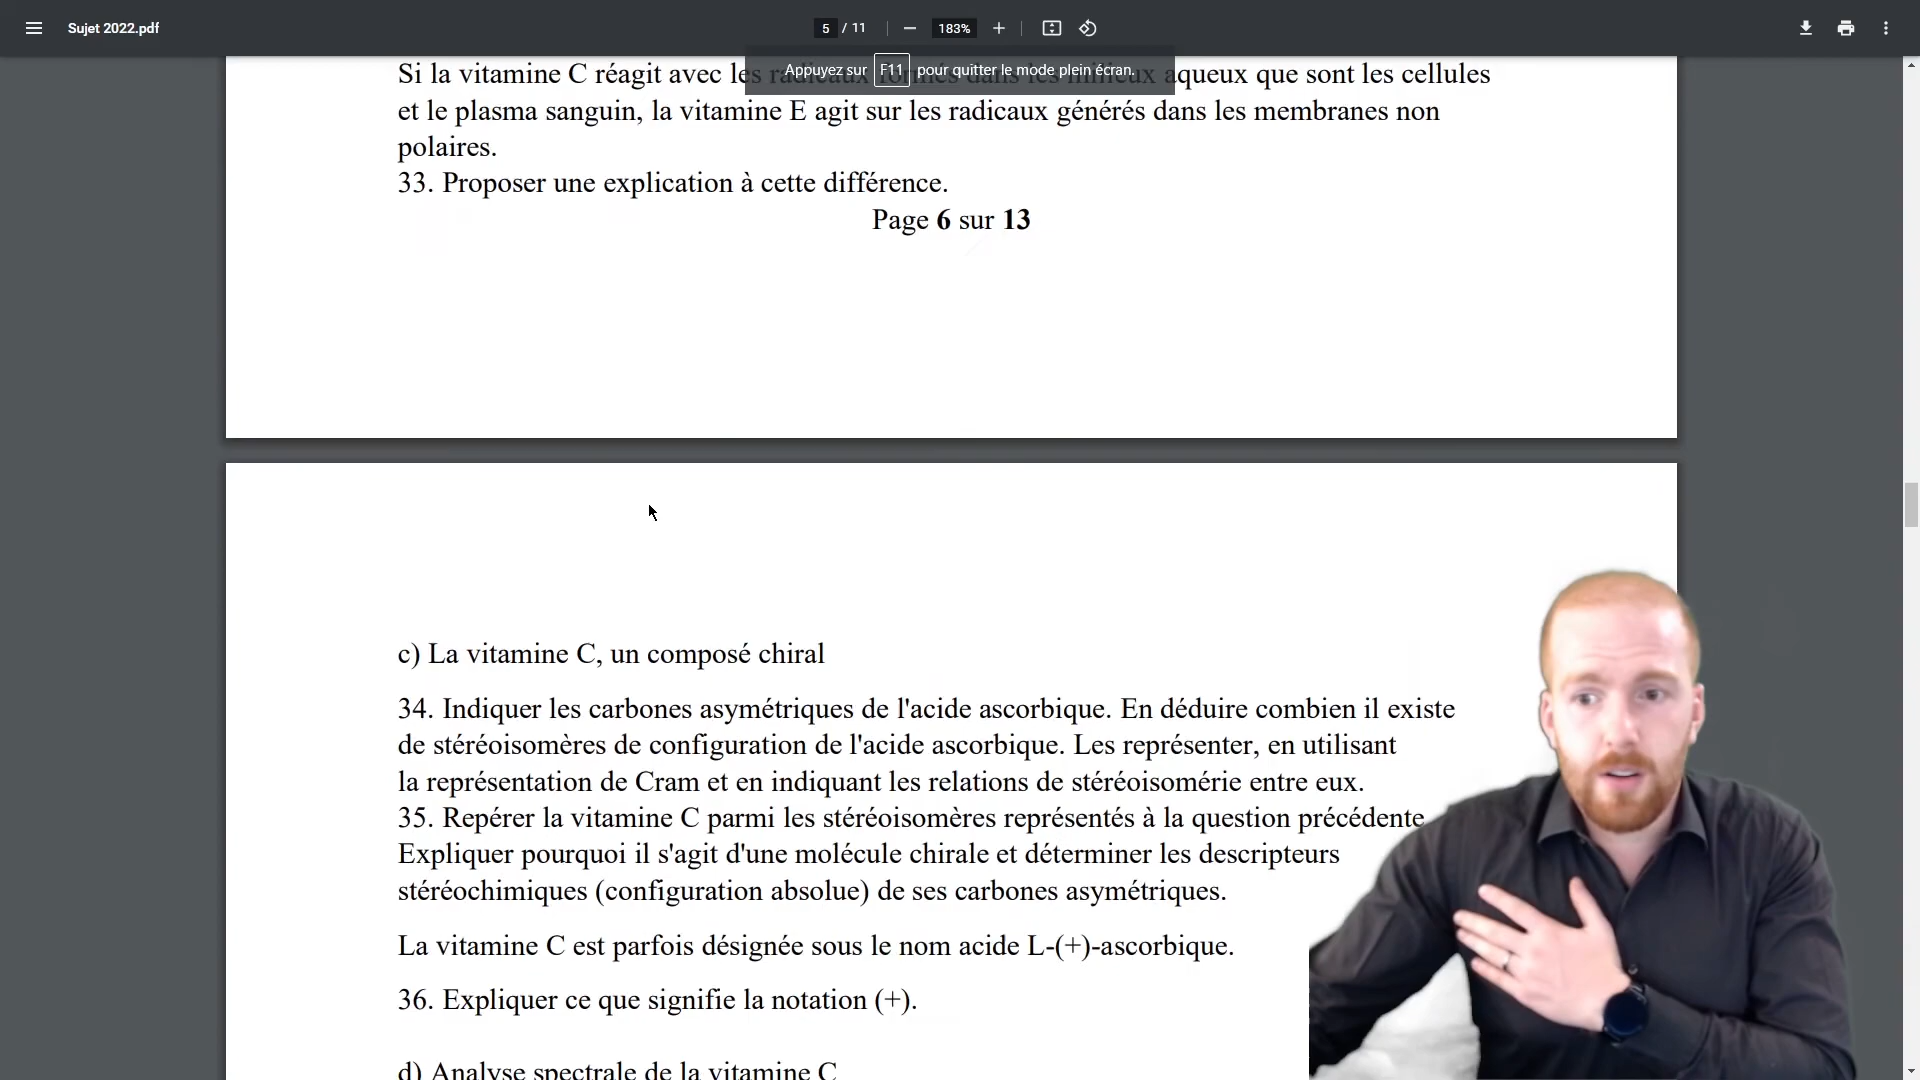 Sujet 2022.pdf
5 / 11
183%
Appuyez sur F11 pour quitter le mode plein écran.
Si la vitamine C réagit avec les radicaux formés dans les milieux aqueux que sont les cellules
et le plasma sanguin, la vitamine E agit sur les radicaux générés dans les membranes non
polaires.
33. Proposer une explication à cette différence.
Page 6 sur 13
c) La vitamine C, un composé chiral
34. Indiquer les carbones asymétriques de l'acide ascorbique. En déduire combien il existe
de stéréoisomères de configuration de l'acide ascorbique. Les représenter, en utilisant
la représentation de Cram et en indiquant les relations de stéréoisomérie entre eux.
35. Repérer la vitamine C parmi les stéréoisomères représentés à la question précédente
Expliquer pourquoi il s'agit d'une molécule chirale et déterminer les descripteurs
stéréochimiques (configuration absolue) de ses carbones asymétriques.
La vitamine C est parfois désignée sous le nom acide L-(+)-ascorbique.
36. Expliquer ce que signifie la notation (+).
d) Analyse spectrale de la vitamine C